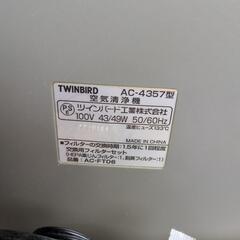 TWINBIRD AC-4357型
空気清浄機
PSE ツインバード工業株式会社
100V 43/49W 50/60Hz
温度ヒューズ133℃
MADE IN CHINA
■フィルターの交換時期:1.5年に1回程度
交換用フィルターセット
品名:AC-FT06